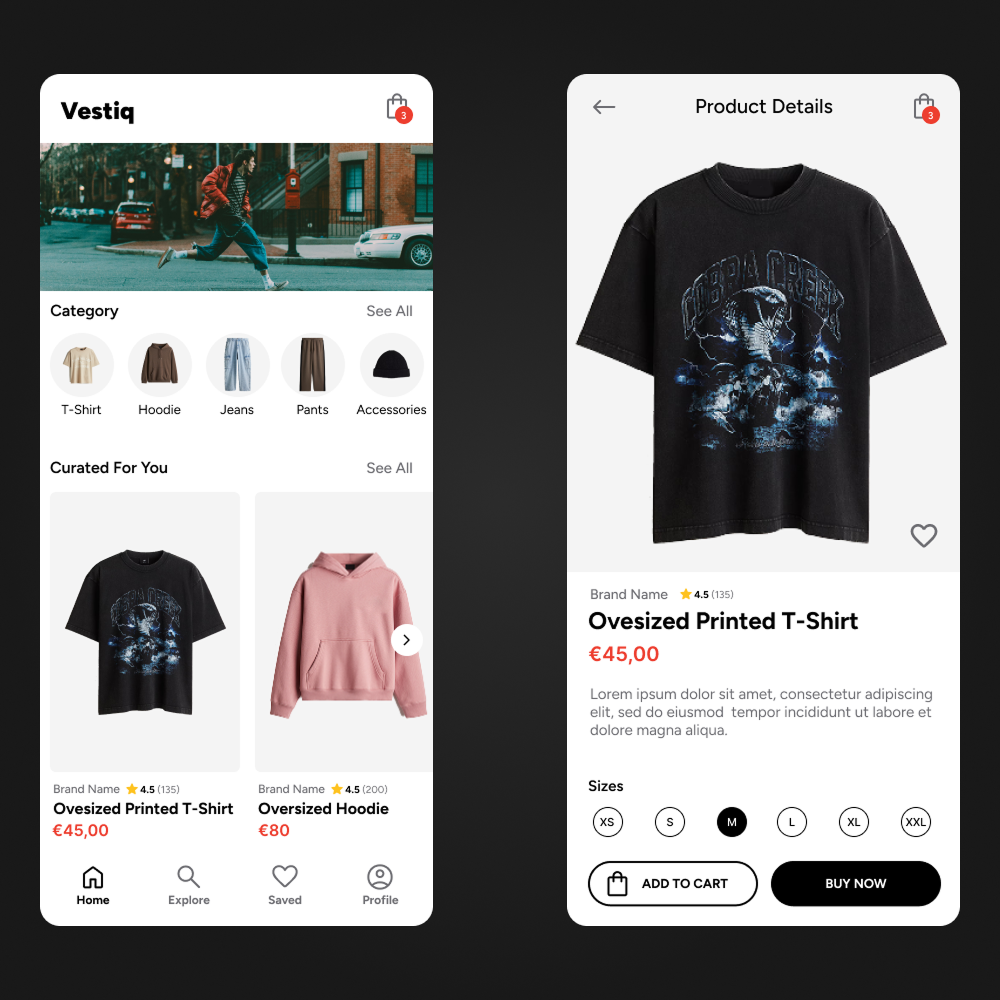 Vestiq
3
Category
See All
T-Shirt
Hoodie
Jeans
Pants
Accessories
Curated For You
See All
Brand Name 4.5 (135)
Ovesized Printed T-Shirt
€45,00
Brand Name 4.5 (200)
Oversized Hoodie
€80
Home
Explore
Saved
Profile
Product Details
3
COBRA CREEK
Brand Name 4.5 (135)
Ovesized Printed T-Shirt
€45,00
Lorem ipsum dolor sit amet, consectetur adipiscing
elit, sed do eiusmod  tempor incididunt ut labore et
dolore magna aliqua.
Sizes
XS
S
M
L
XL
XXL
ADD TO CART
BUY NOW